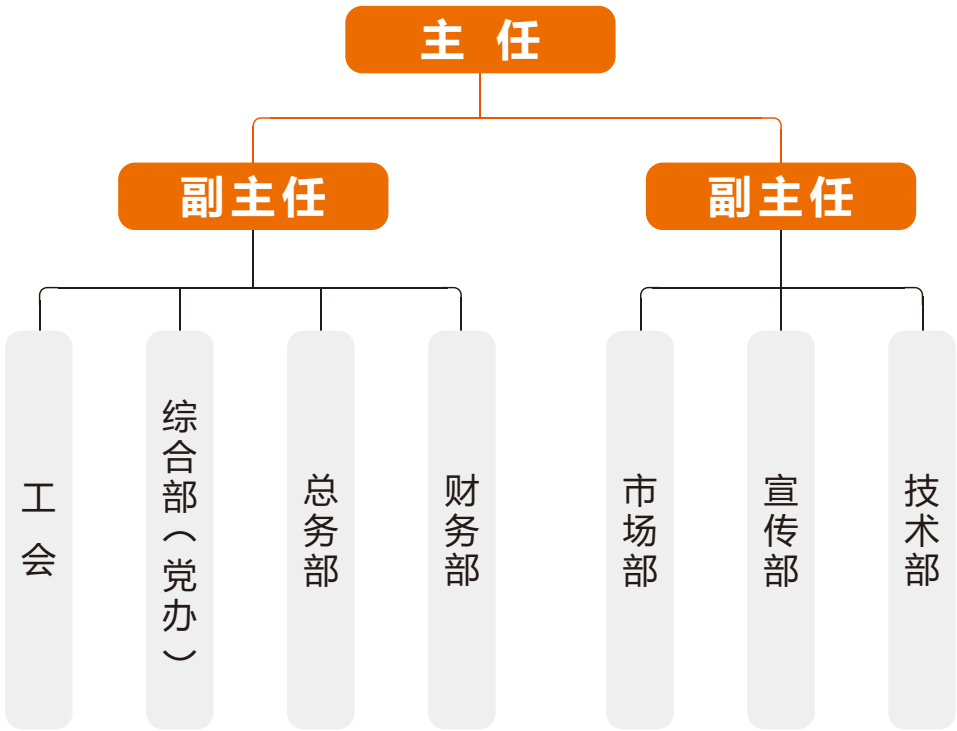 主 任
副主任
副主任
工会
综合部（党办）
总务部
财务部
市场部
宣传部
技术部